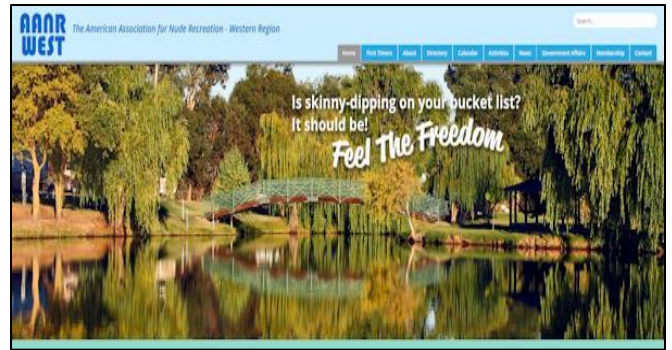 AANR
WEST
The American Association for Nude Recreation - Western Region
Search...
Home First Timers About Directory Calendar Activities News Government Affairs Membership Contact
Is skinny-dipping on your bucket list?
It should be!
Feel The Freedom